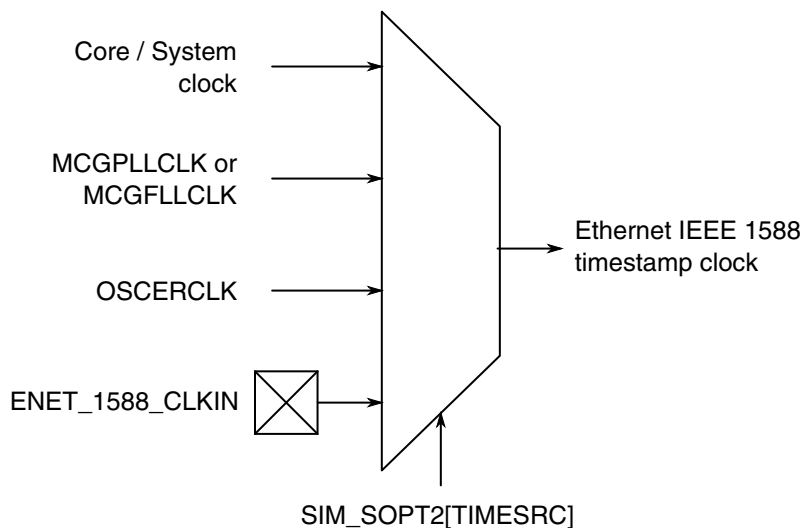 Core / System
clock
MCGPLLCLK or
MCGFLLCLK
Ethernet IEEE 1588
timestamp clock
OSCERCLK
ENET_1588_CLKIN
SIM_SOPT2[TIMESRC]